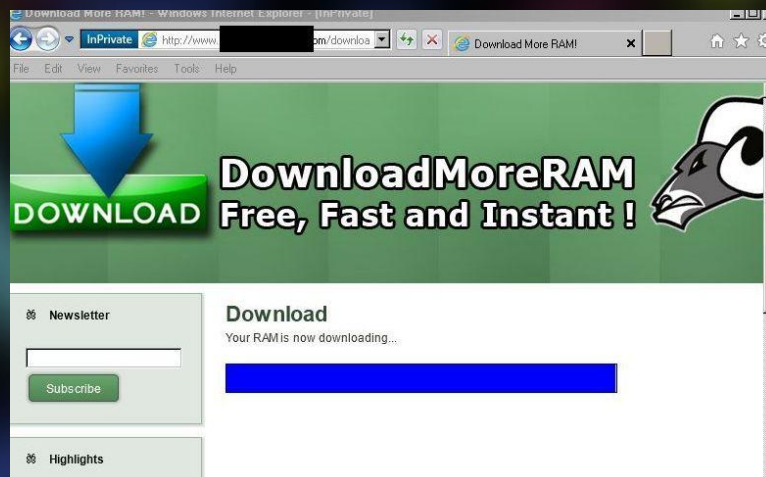 Download More RAM! - Windows Internet Explorer - [InPrivate]
InPrivate http://www. om/downloa Download More RAM!
File Edit View Favorites Tools Help
DOWNLOAD
DownloadMoreRAM
Free, Fast and Instant !
Newsletter
Subscribe
Download
Your RAM is now downloading...
Highlights